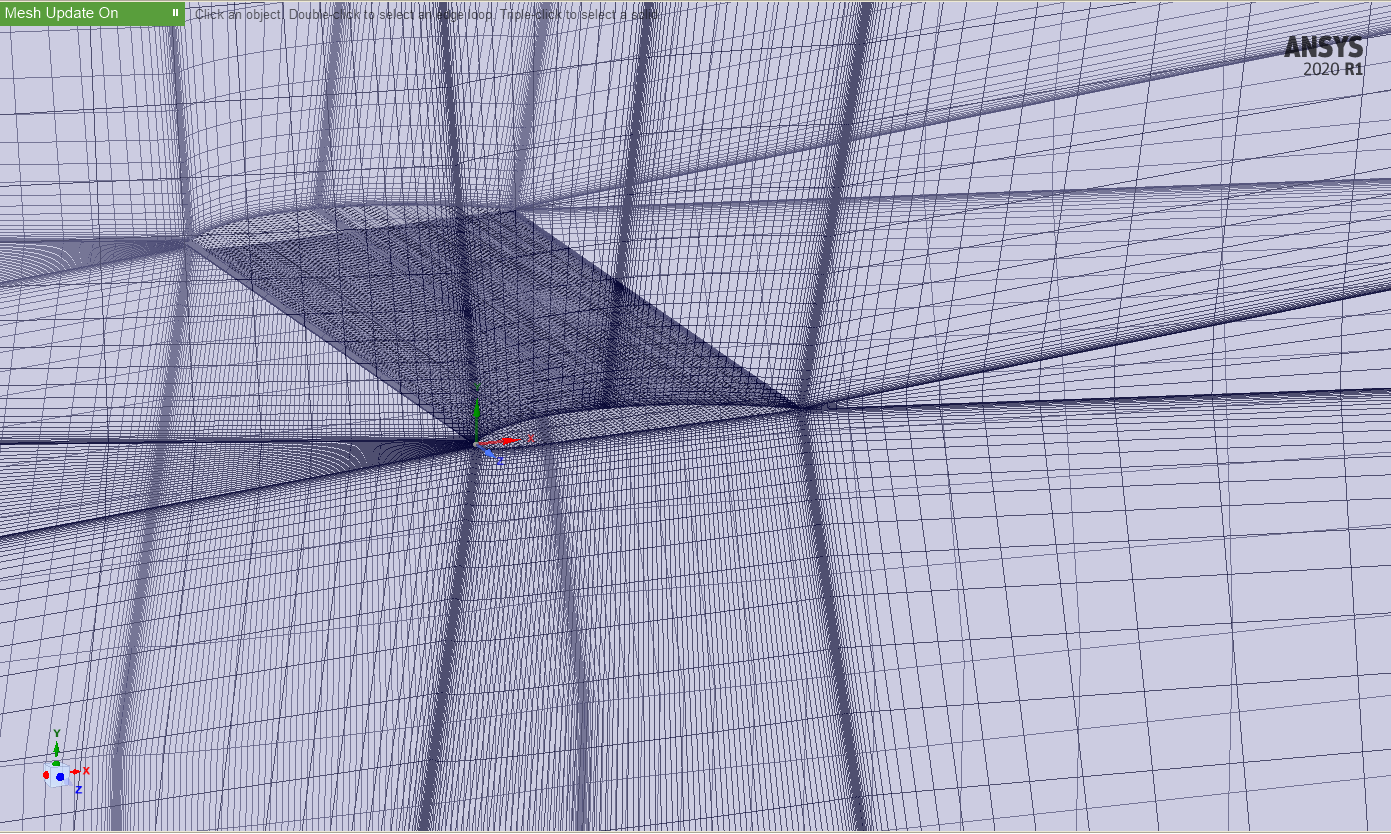 Mesh Update On
Click an object. Double-click to select an edge loop. Triple-click to select a solid.
ANSYS
2020 R1
Y
X
Z